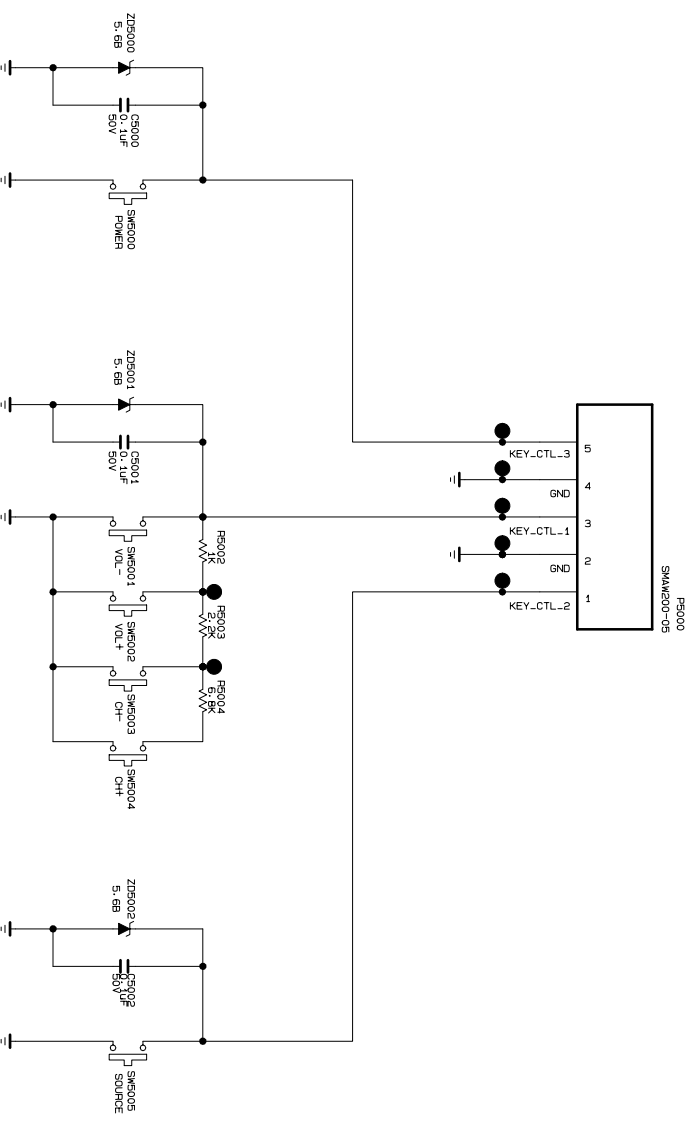 P5000
SMAW200-05
5
KEY_CTL_3
4
GND
3
KEY_CTL_1
2
GND
1
KEY_CTL_2
ZD5000
5.6B
C5000
0.1uF
50V
SW5000
POWER
ZD5001
5.6B
C5001
0.1uF
50V
R5002
1K
SW5001
VOL-
R5003
2.2K
SW5002
VOL+
R5004
6.8K
SW5003
CH-
SW5004
CH+
ZD5002
5.6B
C5002
0.1uF
50V
SW5005
SOURCE